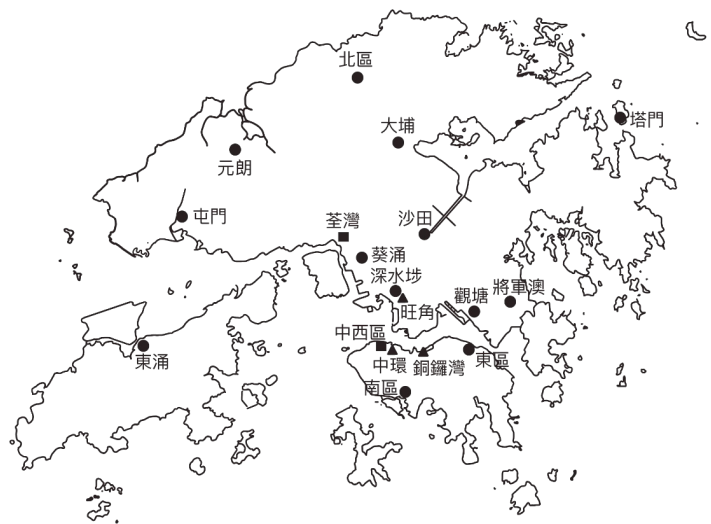 北區
大埔
塔門
元朗
屯門
荃灣
沙田
葵涌
深水埗
觀塘
將軍澳
旺角
中西區
東涌
中環
銅鑼灣
東區
南區